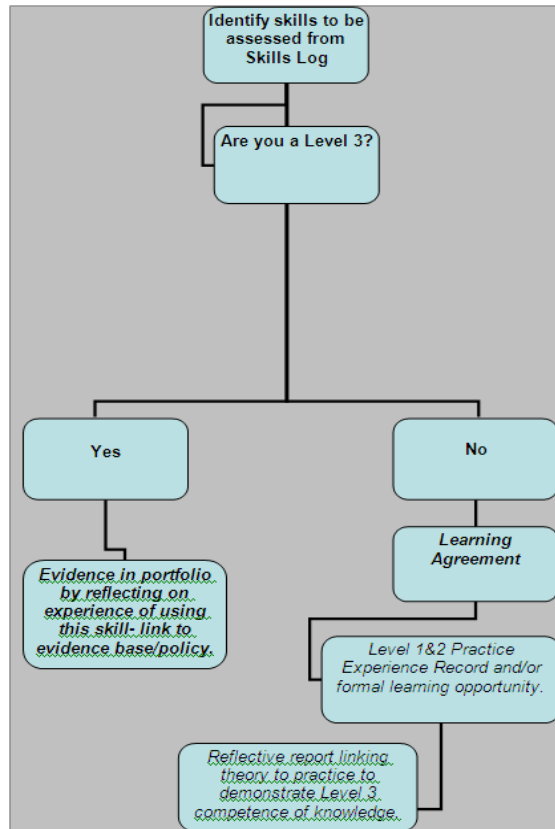 Identify skills to be
assessed from
Skills Log
Are you a Level 3?
Yes
No
Learning
Agreement
Evidence in portfolio
by reflecting on
experience of using
this skill- link to
evidence base/policy.
Level 1&2 Practice
Experience Record and/or
formal learning opportunity.
Reflective report linking
theory to practice to
demonstrate Level 3
competence of knowledge.